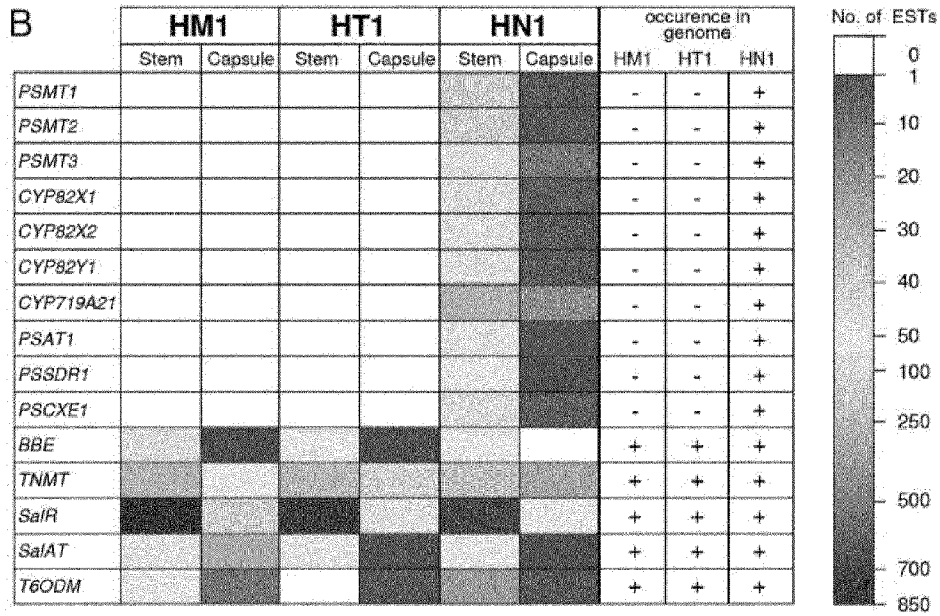 B
HM1 HT1 HN1 occurence in genome
Stem Capsule Stem Capsule Stem Capsule HM1 HT1 HN1
PSMT1 - - +
PSMT2 - - +
PSMT3 - - +
CYP82X1 - - +
CYP82X2 - - +
CYP82Y1 - - +
CYP719A21 - - +
PSAT1 - - +
PSSDR1 - - +
PSCXE1 - - +
BBE + + +
TNMT + + +
SalR + + +
SalAT + + +
T6ODM + + +
No. of ESTs
0
1
10
20
30
40
50
100
250
500
700
850